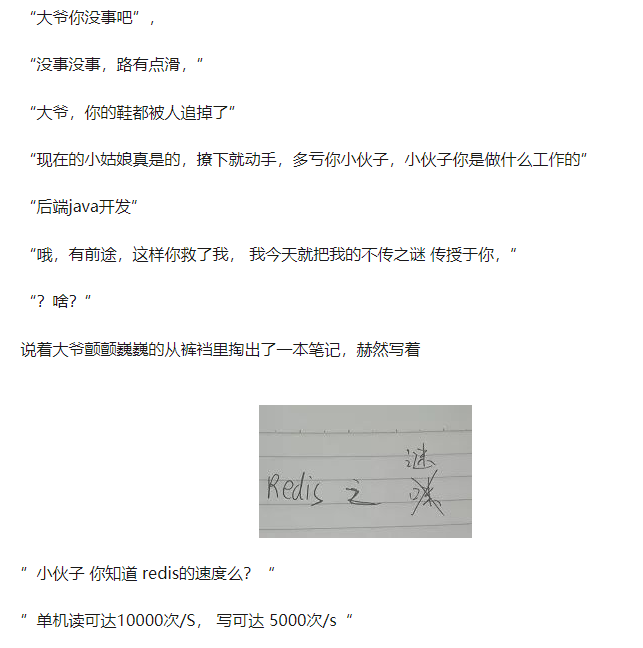 “大爷你没事吧”，
“没事没事，路有点滑，”
“大爷，你的鞋都被人追掉了”
“现在的小姑娘真是的，撩下就动手，多亏你小伙子，小伙子你是做什么工作的”
“后端java开发”
“哦，有前途，这样你救了我， 我今天就把我的不传之谜 传授于你，“
“？啥？“
说着大爷颤颤巍巍的从裤裆里掏出了一本笔记，赫然写着
谜
Redis 之
”小伙子 你知道 redis的速度么？ “
”单机读可达10000次/S， 写可达 5000次/s “